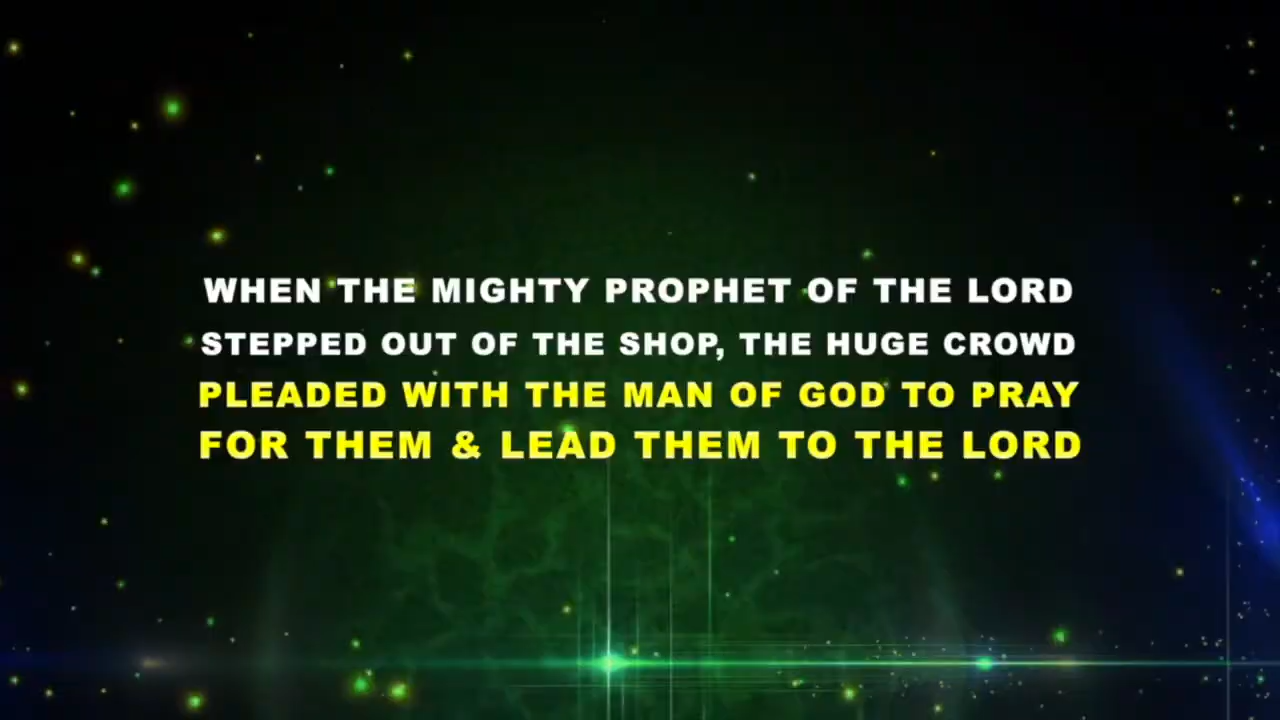 WHEN THE MIGHTY PROPHET OF THE LORD
STEPPED OUT OF THE SHOP, THE HUGE CROWD
PLEADED WITH THE MAN OF GOD TO PRAY
FOR THEM & LEAD THEM TO THE LORD